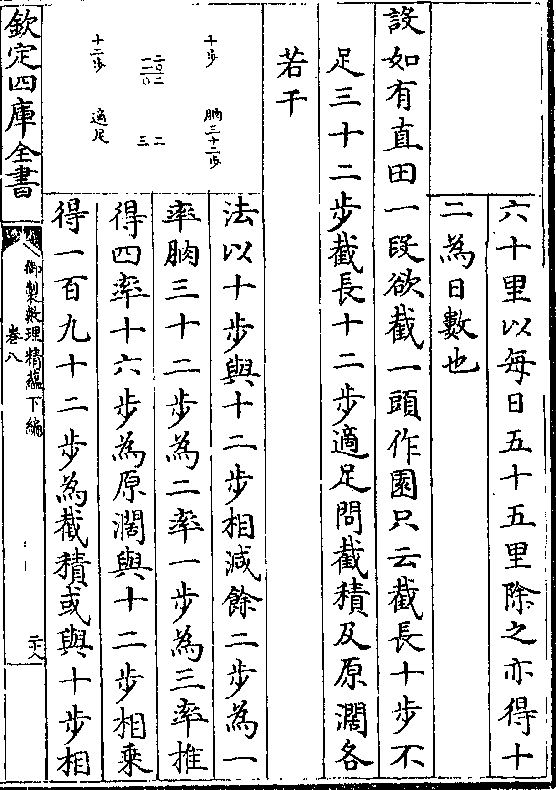 六十里以每日五十五里除之亦得十
二為日數也
設如有直田一段欲截一頭作園只云截長十步不
足三十二步截長十二步適足問截積及原濶各
若干
十步　朒三十二步
二　二
十二步　適足
法以十步與十二步相減餘二步為一
率朒三十二步為二率一步為三率推
得四率十六步為原濶與十二步相乘
得一百九十二步為截積或與十步相
欽定四庫全書
御製數理精蘊下編
卷八